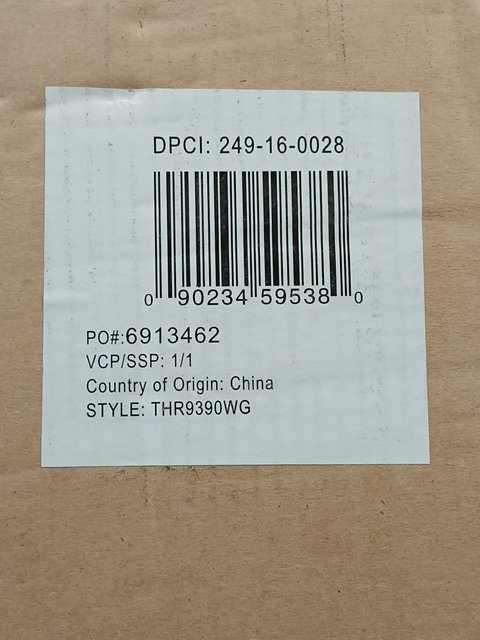 DPCI: 249-16-0028
0 90234 59538 0
PO#:6913462
VCP/SSP: 1/1
Country of Origin: China
STYLE: THR9390WG